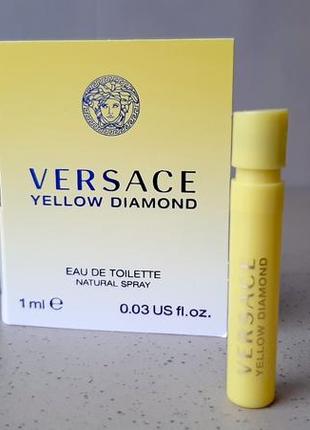 VERSACE
YELLOW DIAMOND
EAU DE TOILETTE
NATURAL SPRAY
1 ml ℮ 0.03 US fl.oz.
VERSACE
YELLOW DIAMOND